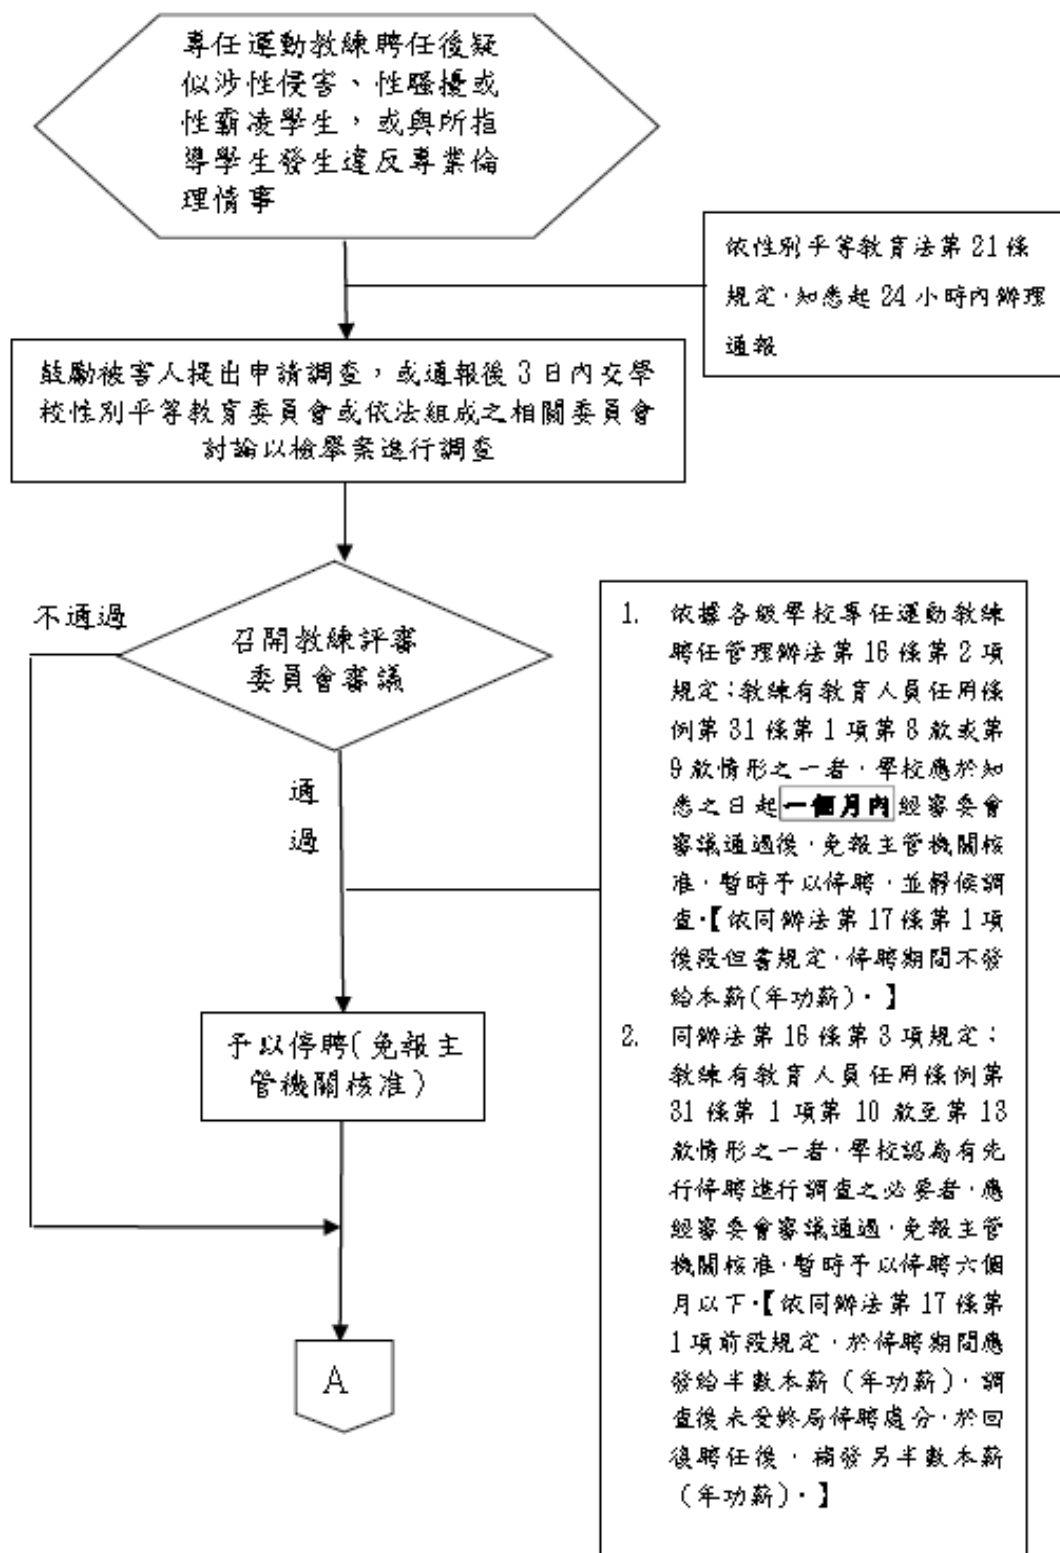 專任運動教練聘任後疑
似涉性侵害、性騷擾或
性霸凌學生，或與所指
導學生發生違反專業倫
理情事
依性別平等教育法第 21 條
規定，知悉起 24 小時內辦理
通報
鼓勵被害人提出申請調查，或通報後 3 日內交學
校性別平等教育委員會或依法組成之相關委員會
討論以檢舉案進行調查
不通過
召開教練評審
委員會審議
通
過
予以停聘(免報主
管機關核准)
A
1. 依據各級學校專任運動教練
聘任管理辦法第 16 條第 2 項
規定：教練有教育人員任用條
例第 31 條第 1 項第 8 款或第
9 款情形之一者，學校應於知
悉之日起一個月內經審委會
審議通過後，免報主管機關核
准，暫時予以停聘，並靜候調
查。【依同辦法第 17 條第 1 項
後段但書規定，停聘期間不發
給本薪(年功薪)。】
2. 同辦法第 16 條第 3 項規定：
教練有教育人員任用條例第
31 條第 1 項第 10 款至第 13
款情形之一者，學校認為有先
行停聘進行調查之必要者，應
經審委會審議通過，免報主管
機關核准，暫時予以停聘六個
月以下。【依同辦法第 17 條第
1 項前段規定，於停聘期間應
發給半數本薪（年功薪），調
查後未受終局停聘處分，於回
復聘任後，補發另半數本薪
（年功薪）。】